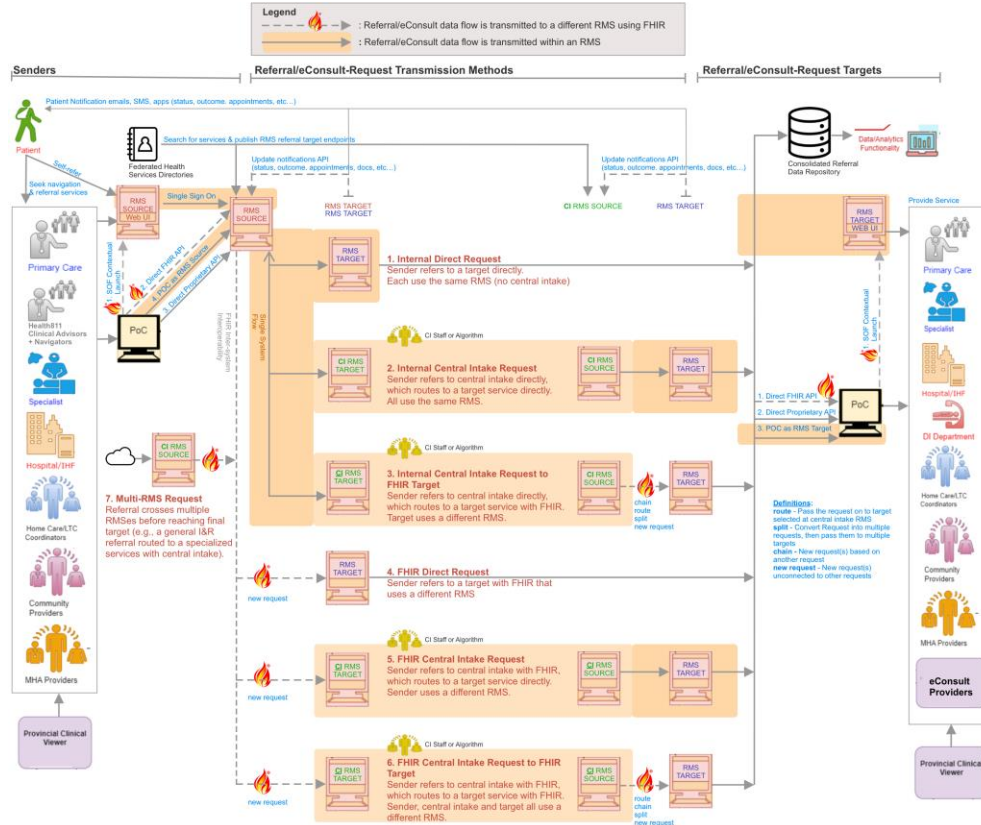 Legend
: Referral/eConsult data flow is transmitted to a different RMS using FHIR
: Referral/eConsult data flow is transmitted within an RMS
Senders
Referral/eConsult-Request Transmission Methods
Referral/eConsult-Request Targets
Patient Notification emails, SMS, apps (status, outcome. appointments, etc...)
Patient
Self-refer
Seek navigation
& referral services
Federated Health
Services Directories
Search for services & publish RMS referral target endpoints
Update notifications API
(status, outcome, appointments, docs, etc...)
RMS TARGET
RMS TARGET
Update notifications API
(status, outcome, appointments, docs, etc...)
CI RMS SOURCE
RMS TARGET
Consolidated Referral
Data Repository
Data/Analytics
Functionality
RMS
SOURCE
Web UI
Single Sign On
RMS
SOURCE
1. SOF Contextual
Launch
2. Direct FHIR API
4. POC as RMS Source
3. Direct Proprietary API
PoC
Primary Care
Health811
Clinical Advisors
+ Navigators
Specialist
Hospital/IHF
Home Care/LTC
Coordinators
Community
Providers
MHA Providers
Provincial Clinical
Viewer
FHIR Inter-system
Interoperability
Single System
Flow
RMS
TARGET
1. Internal Direct Request
Sender refers to a target directly.
Each use the same RMS (no central intake)
CI Staff or Algorithm
CI RMS
TARGET
2. Internal Central Intake Request
Sender refers to central intake directly,
which routes to a target service directly.
All use the same RMS.
CI RMS
SOURCE
RMS
TARGET
CI Staff or Algorithm
CI RMS
TARGET
3. Internal Central Intake Request to
FHIR Target
Sender refers to central intake directly,
which routes to a target service with FHIR.
Target uses a different RMS.
CI RMS
SOURCE
chain
route
split
new request
RMS
TARGET
CI RMS
SOURCE
7. Multi-RMS Request
Referral crosses multiple
RMSes before reaching final
target (e.g., a general I&R
referral routed to a specialized
services with central intake).
new request
RMS
TARGET
4. FHIR Direct Request
Sender refers to a target with FHIR that
uses a different RMS
CI Staff or Algorithm
new request
CI RMS
TARGET
5. FHIR Central Intake Request
Sender refers to central intake with FHIR,
which routes to a target service directly.
Sender uses a different RMS.
CI RMS
SOURCE
RMS
TARGET
CI Staff or Algorithm
new request
CI RMS
TARGET
6. FHIR Central Intake Request to FHIR
Target
Sender refers to central intake with FHIR,
which routes to a target service with FHIR.
Sender, central intake and target all use a
different RMS.
CI RMS
SOURCE
route
chain
split
new request
RMS
TARGET
RMS
TARGET
WEB UI
1. SOF Contextual
Launch
1. Direct FHIR API
2. Direct Proprietary API
3. POC as RMS Target
PoC
Definitions:
route - Pass the request on to target
selected at central intake RMS
split - Convert Request into multiple
requests, then pass them to multiple
targets
chain - New request(s) based on
another request
new request - New request(s)
unconnected to other requests
Provide Service
Primary Care
Specialist
Hospital/IHF
DI Department
Home Care/LTC
Coordinators
Community
Providers
MHA Providers
eConsult
Providers
Provincial Clinical
Viewer